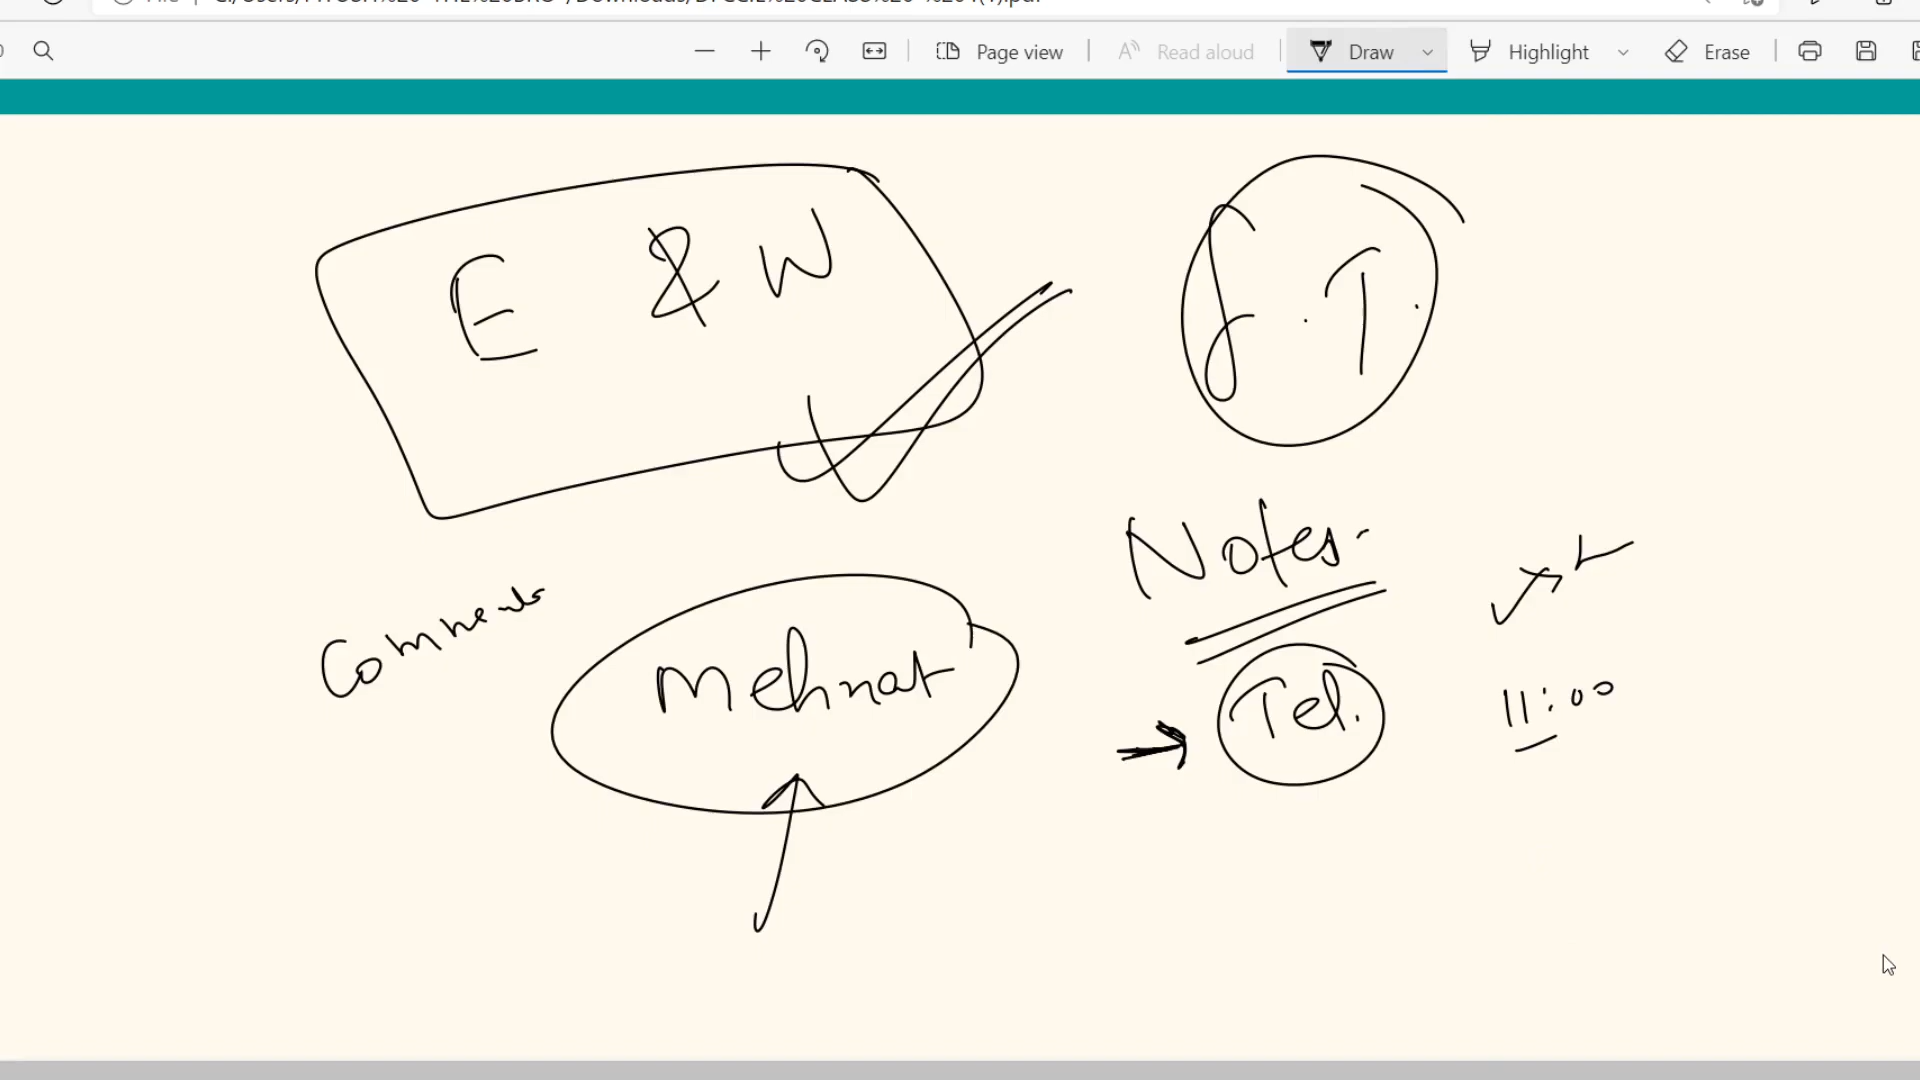 Page view
Read aloud
Draw
Highlight
Erase
E & W
S.T.
Notes.
Comments
Mehnat
Tel.
11:00